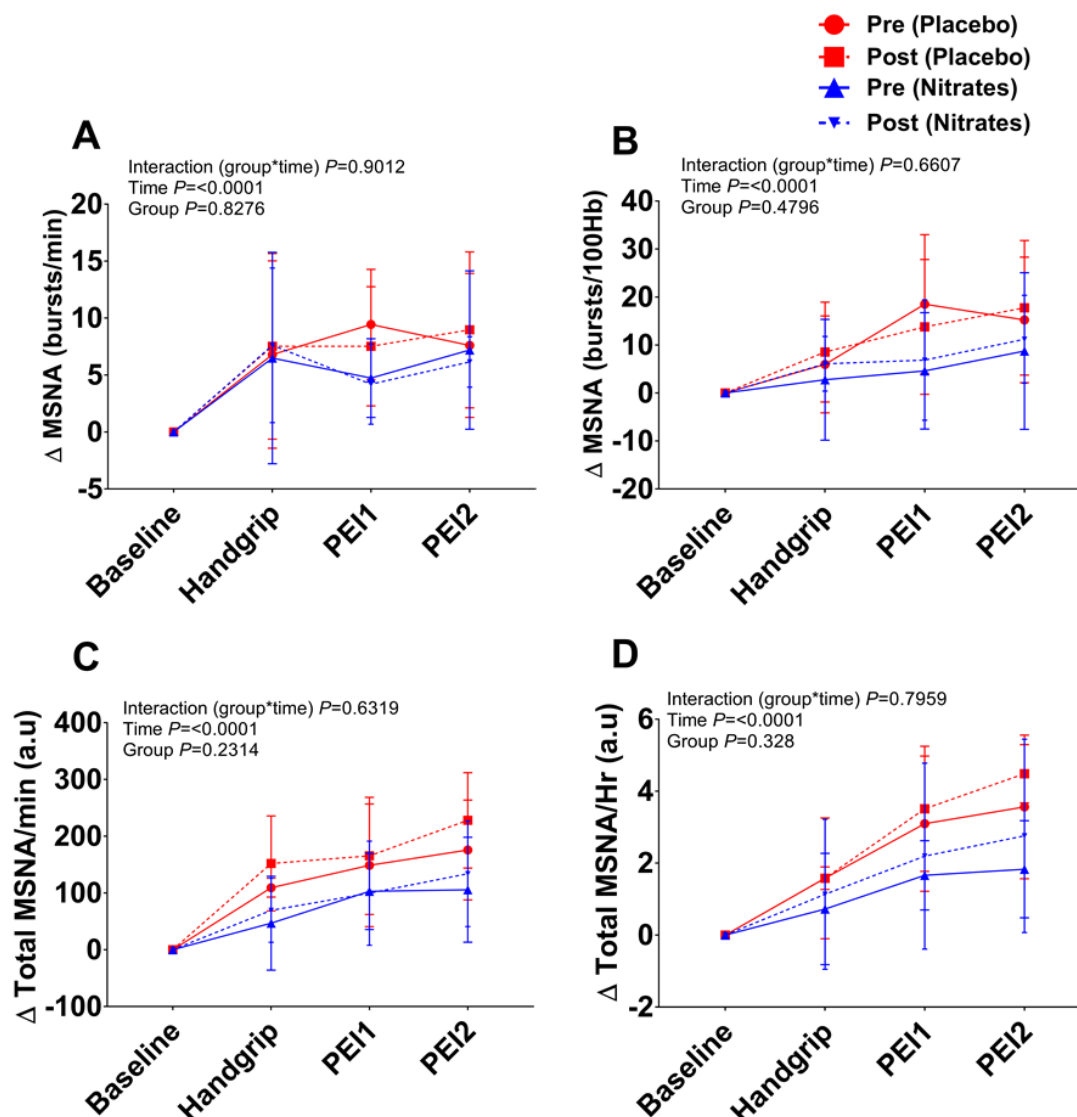 Pre (Placebo)
Post (Placebo)
Pre (Nitrates)
Post (Nitrates)
A
Interaction (group*time) P=0.9012
Time P=<0.0001
Group P=0.8276
Δ MSNA (bursts/min)
20
15
10
5
0
-5
Baseline
Handgrip
PEI1
PEI2
B
Interaction (group*time) P=0.6607
Time P=<0.0001
Group P=0.4796
Δ MSNA (bursts/100Hb)
40
30
20
10
0
-10
-20
Baseline
Handgrip
PEI1
PEI2
C
Interaction (group*time) P=0.6319
Time P=<0.0001
Group P=0.2314
Δ Total MSNA/min (a.u)
400
300
200
100
0
-100
Baseline
Handgrip
PEI1
PEI2
D
Interaction (group*time) P=0.7959
Time P=<0.0001
Group P=0.328
Δ Total MSNA/Hr (a.u)
6
4
2
0
-2
Baseline
Handgrip
PEI1
PEI2